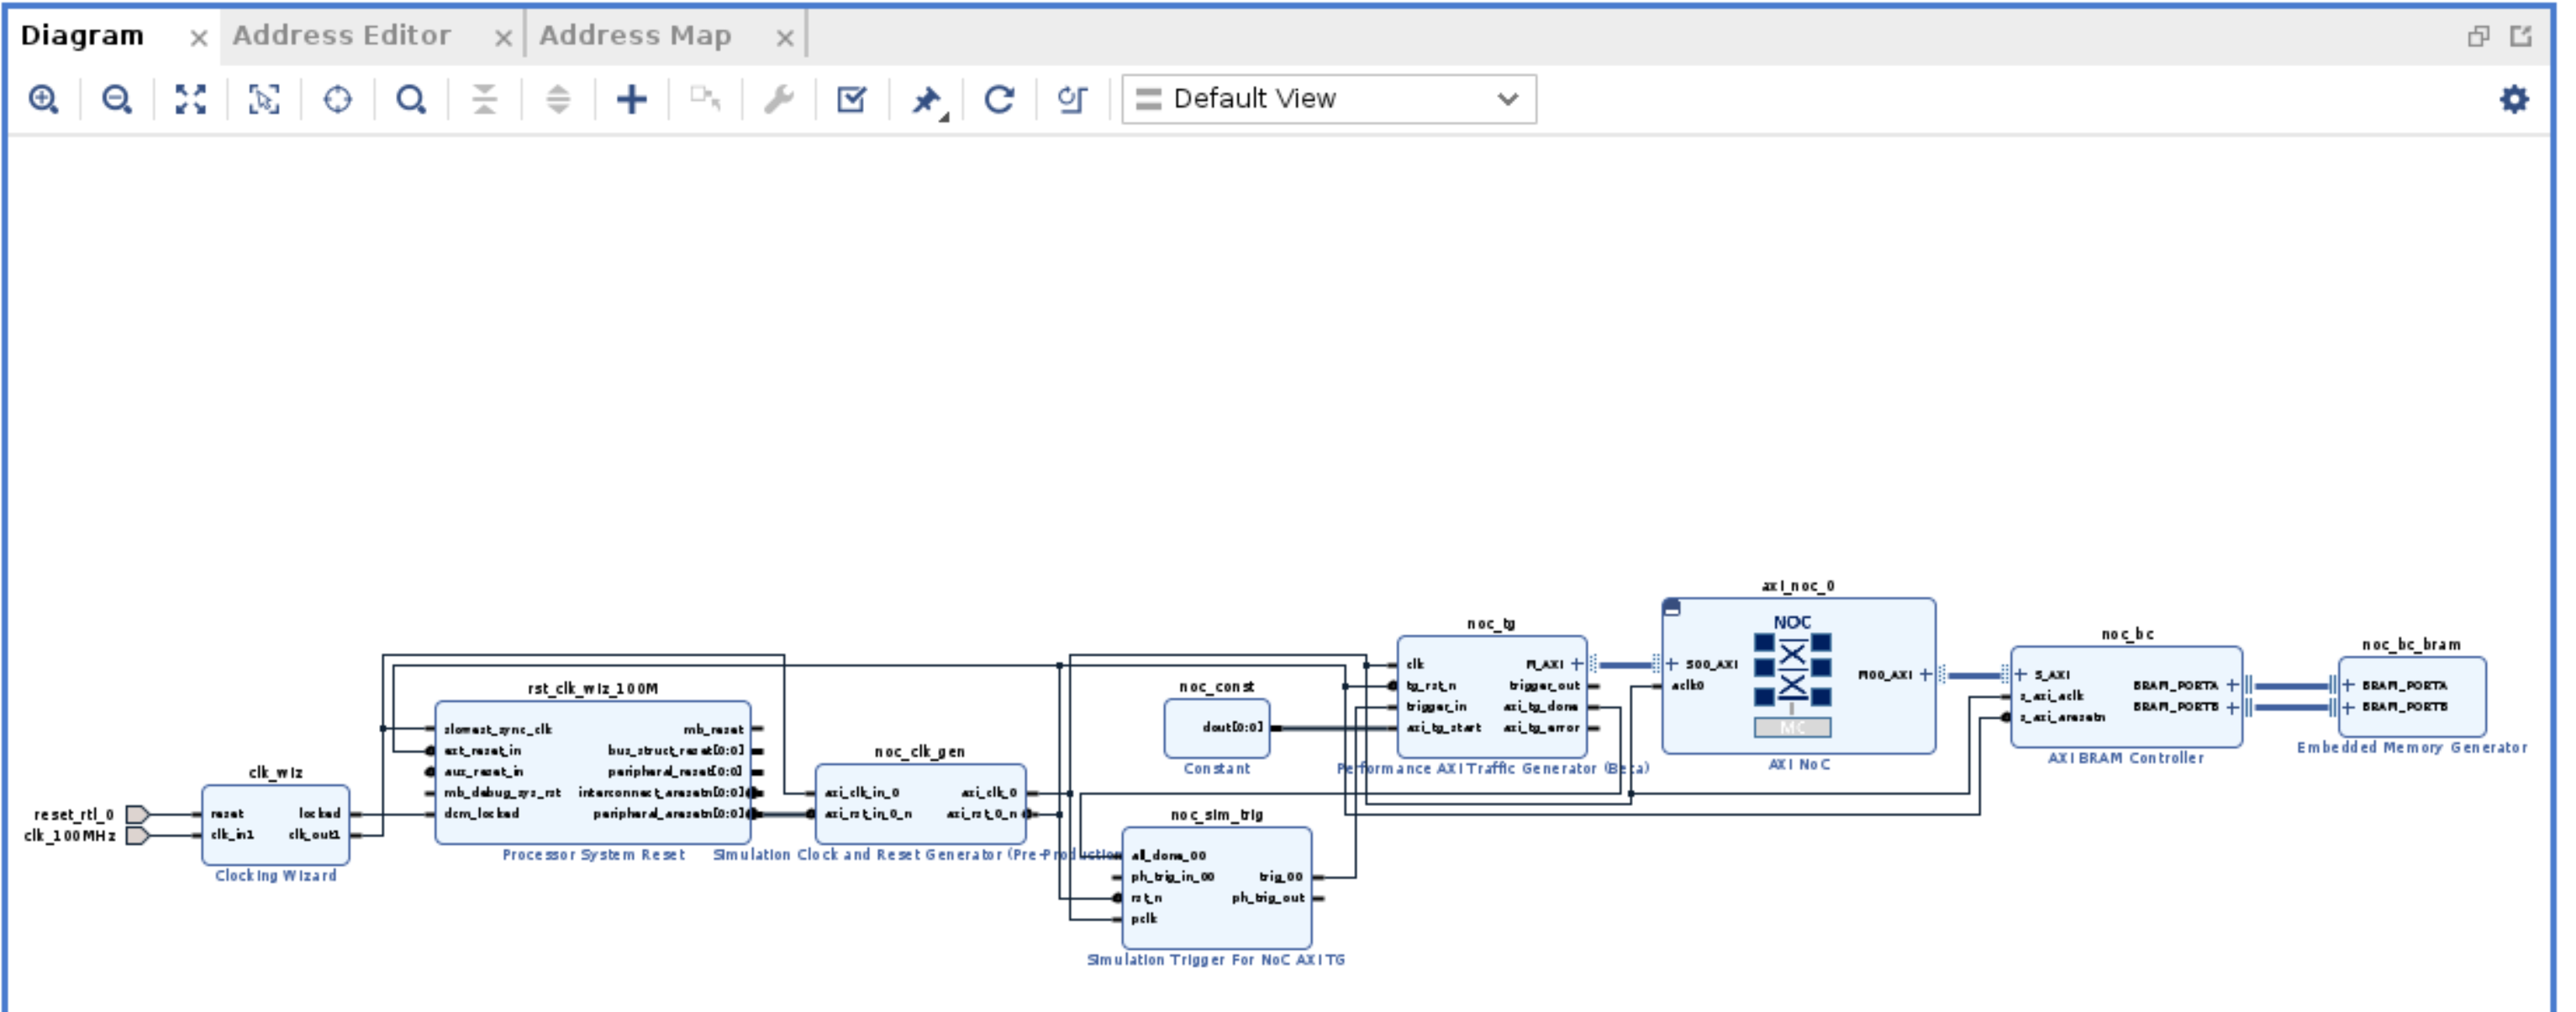 Diagram
Address Editor
Address Map
Default View
axi_noc_0
NOC
S00_AXI
aclk0
M00_AXI
MC
AXI NoC
noc_tg
clk
tg_rst_n
trigger_in
axi_tg_start
M_AXI
trigger_out
axi_tg_done
axi_tg_error
Performance AXI Traffic Generator (Beta)
noc_bc
S_AXI
s_axi_aclk
s_axi_aresetn
BRAM_PORTA
BRAM_PORTB
AXI BRAM Controller
noc_bc_bram
BRAM_PORTA
BRAM_PORTB
Embedded Memory Generator
noc_const
dout[0:0]
Constant
rst_clk_wiz_100M
slowest_sync_clk
ext_reset_in
aux_reset_in
mb_debug_sys_rst
dcm_locked
mb_reset
bus_struct_reset[0:0]
peripheral_reset[0:0]
interconnect_aresetn[0:0]
peripheral_aresetn[0:0]
Processor System Reset
noc_clk_gen
axi_clk_in_0
axi_rst_in_0_n
axi_clk_0
axi_rst_0_n
Simulation Clock and Reset Generator (Pre-Production
clk_wiz
reset_rtl_0
clk_100MHz
reset
clk_in1
locked
clk_out1
Clocking Wizard
noc_sim_trig
all_done_00
ph_trig_in_00
rst_n
pclk
trig_00
ph_trig_out
Simulation Trigger For NoC AXI TG